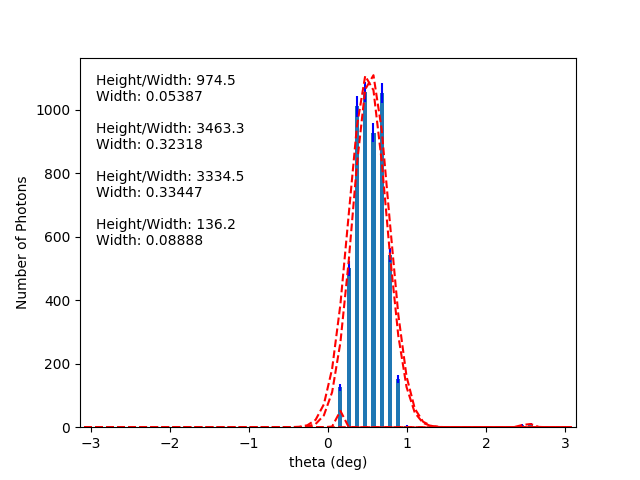 Height/Width: 974.5
Width: 0.05387
Height/Width: 3463.3
Width: 0.32318
Height/Width: 3334.5
Width: 0.33447
Height/Width: 136.2
Width: 0.08888
Number of Photons
1000
800
600
400
200
0
−3
−2
−1
0
1
2
3
theta (deg)